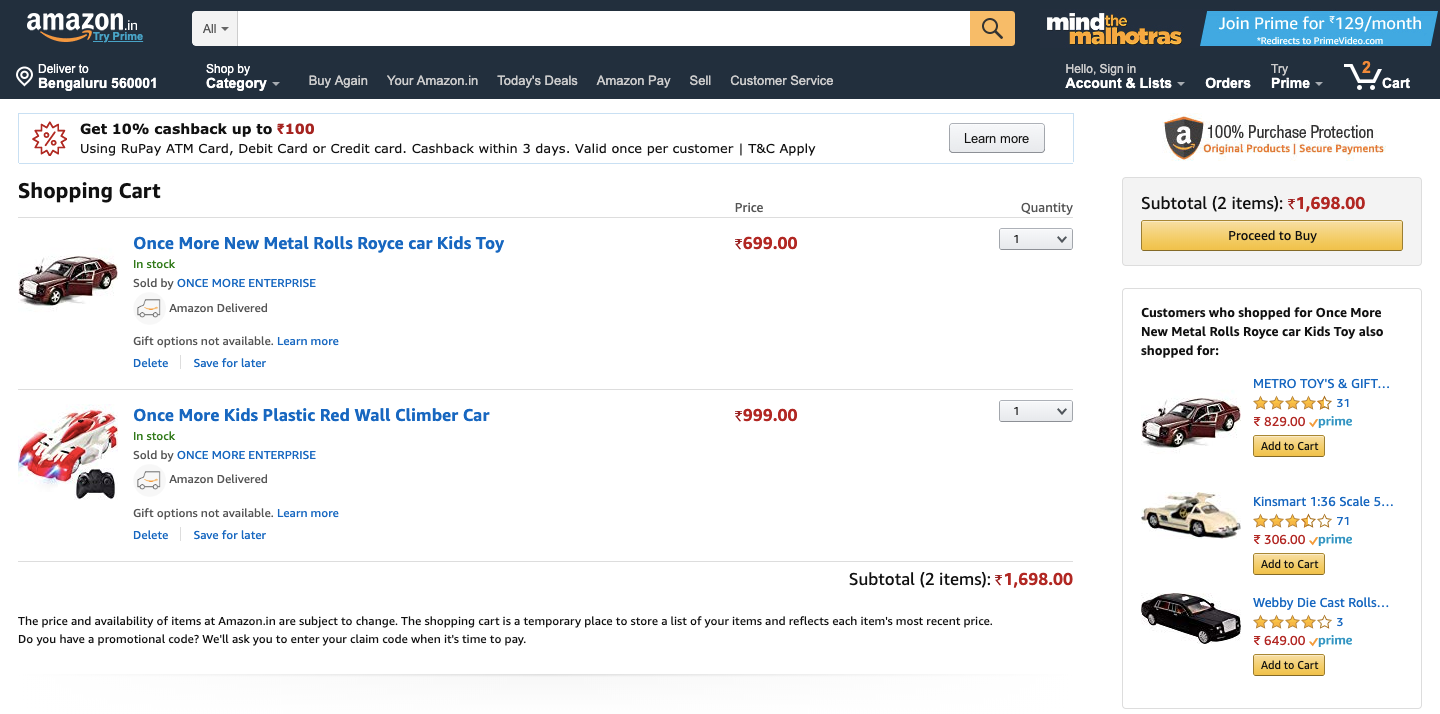 amazon.in
Try Prime
All
mind the malhotras
Join Prime for ₹129/month
*Redirects to PrimeVideo.com
Deliver to
Bengaluru 560001
Shop by
Category
Buy Again
Your Amazon.in
Today's Deals
Amazon Pay
Sell
Customer Service
Hello, Sign in
Account & Lists
Orders
Try
Prime
2
Cart
Get 10% cashback up to ₹100
Using RuPay ATM Card, Debit Card or Credit card. Cashback within 3 days. Valid once per customer | T&C Apply
Learn more
Shopping Cart
Price
Quantity
Once More New Metal Rolls Royce car Kids Toy
₹699.00
1
In stock
Sold by ONCE MORE ENTERPRISE
Amazon Delivered
Gift options not available. Learn more
Delete
Save for later
Once More Kids Plastic Red Wall Climber Car
₹999.00
1
In stock
Sold by ONCE MORE ENTERPRISE
Amazon Delivered
Gift options not available. Learn more
Delete
Save for later
Subtotal (2 items): ₹1,698.00
The price and availability of items at Amazon.in are subject to change. The shopping cart is a temporary place to store a list of your items and reflects each item's most recent price.
Do you have a promotional code? We'll ask you to enter your claim code when it's time to pay.
a
100% Purchase Protection
Original Products | Secure Payments
Subtotal (2 items): ₹1,698.00
Proceed to Buy
Customers who shopped for Once More
New Metal Rolls Royce car Kids Toy also
shopped for:
METRO TOY'S & GIFT…
31
₹ 829.00 prime
Add to Cart
Kinsmart 1:36 Scale 5…
71
₹ 306.00 prime
Add to Cart
Webby Die Cast Rolls…
3
₹ 649.00 prime
Add to Cart